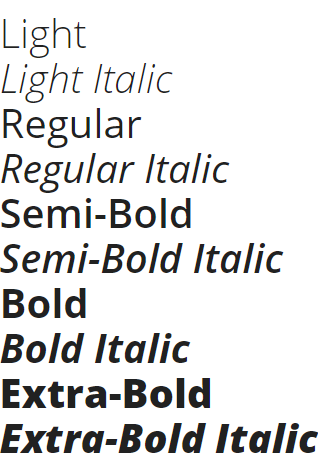 Light
Light Italic
Regular
Regular Italic
Semi-Bold
Semi-Bold Italic
Bold
Bold Italic
Extra-Bold
Extra-Bold Italic